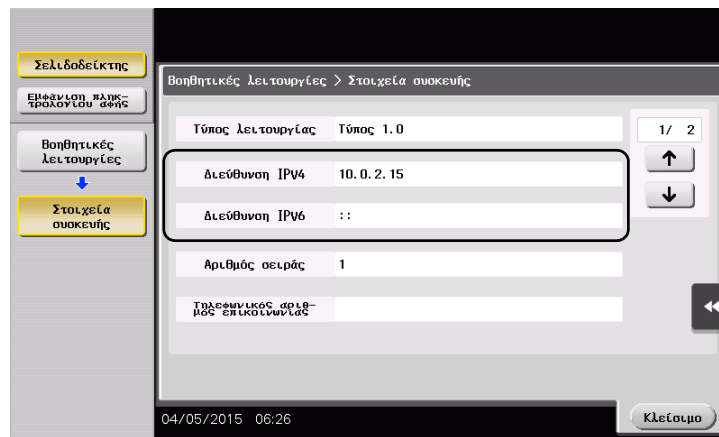 Σελιδοδείκτης
Εμφάνιση πληκ-
τρολογίου αφής
Βοηθητικές
λειτουργίες
Στοιχεία
συσκευής
Βοηθητικές λειτουργίες > Στοιχεία συσκευής
Τύπος λειτουργίας Τύπος 1.0
1/ 2
Διεύθυνση IPv4 10.0.2.15
Διεύθυνση IPv6 ::
Αριθμός σειράς 1
Τηλεφωνικός αριθ-
μός επικοινωνίας
04/05/2015 06:26
Κλείσιμο